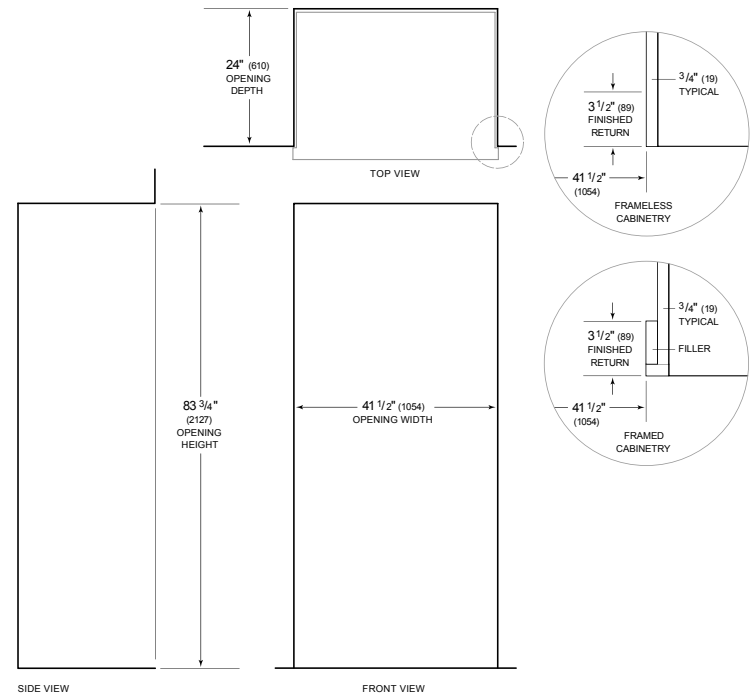 24" (610)
OPENING
DEPTH
TOP VIEW
3/4" (19)
TYPICAL
3 1/2" (89)
FINISHED
RETURN
41 1/2"
(1054)
FRAMELESS
CABINETRY
3/4" (19)
TYPICAL
3 1/2" (89)
FINISHED
RETURN
FILLER
41 1/2"
(1054)
FRAMED
CABINETRY
83 3/4"
(2127)
OPENING
HEIGHT
41 1/2" (1054)
OPENING WIDTH
SIDE VIEW
FRONT VIEW